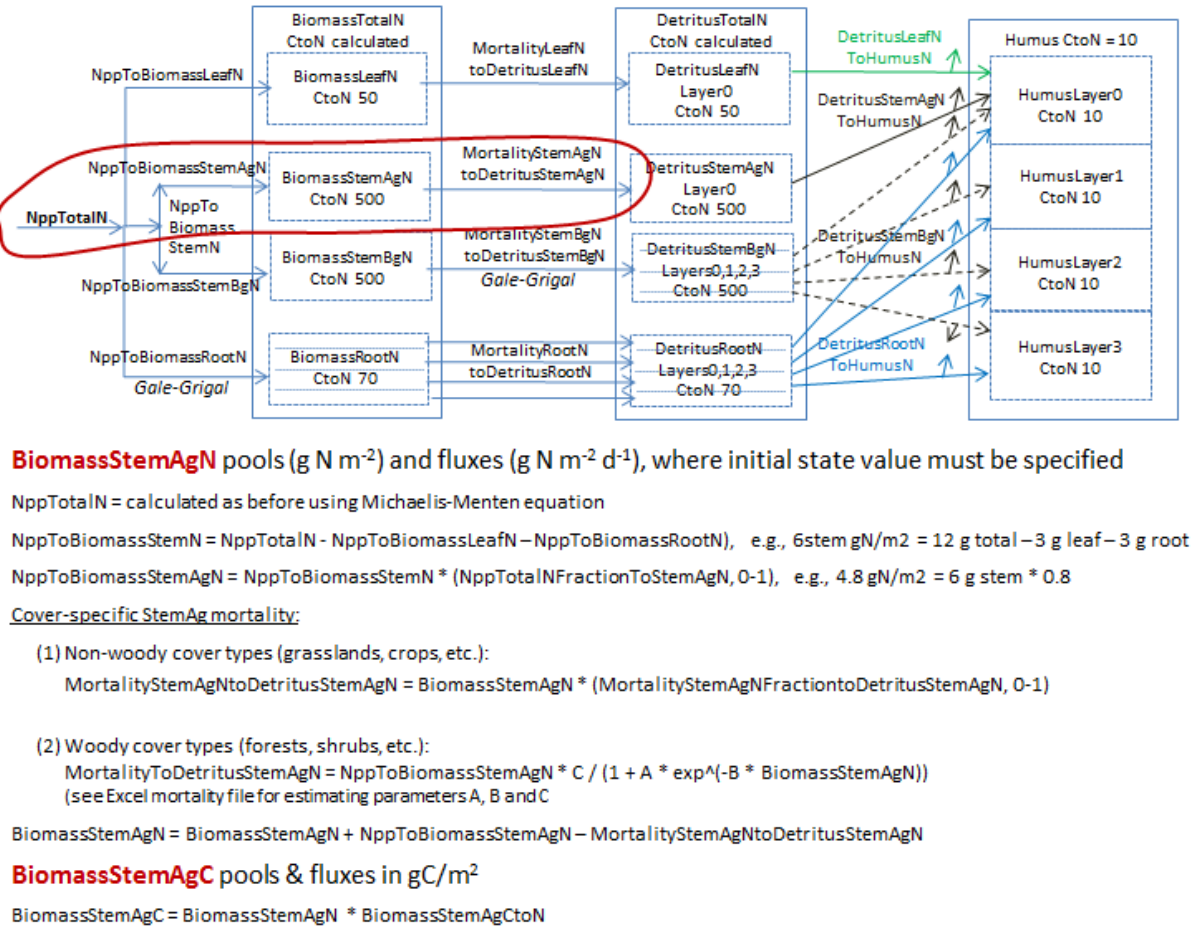 BiomassTotalN
CtoN calculated
DetritusTotalN
CtoN calculated
Humus CtoN = 10
NppToBiomassLeafN
BiomassLeafN
CtoN 50
MortalityLeafN
toDetritusLeafN
DetritusLeafN
Layer0
CtoN 50
DetritusLeafN
ToHumusN
HumusLayer0
CtoN 10
NppToBiomassStemAgN
BiomassStemAgN
CtoN 500
MortalityStemAgN
toDetritusStemAgN
DetritusStemAgN
Layer0
CtoN 500
DetritusStemAgN
ToHumusN
HumusLayer1
CtoN 10
NppTotalN
NppTo
Biomass
StemN
NppToBiomassStemBgN
BiomassStemBgN
CtoN 500
MortalityStemBgN
toDetritusStemBgN
Gale-Grigal
DetritusStemBgN
Layers0,1,2,3
CtoN 500
DetritusStemBgN
ToHumusN
HumusLayer2
CtoN 10
NppToBiomassRootN
Gale-Grigal
BiomassRootN
CtoN 70
MortalityRootN
toDetritusRootN
DetritusRootN
Layers0,1,2,3
CtoN 70
DetritusRootN
ToHumusN
HumusLayer3
CtoN 10
BiomassStemAgN pools (g N m-2) and fluxes (g N m-2 d-1), where initial state value must be specified
NppTotalN = calculated as before using Michaelis-Menten equation
NppToBiomassStemN = NppTotalN - NppToBiomassLeafN – NppToBiomassRootN), e.g., 6stem gN/m2 = 12 g total – 3 g leaf – 3 g root
NppToBiomassStemAgN = NppToBiomassStemN * (NppTotalNFractionToStemAgN, 0-1), e.g., 4.8 gN/m2 = 6 g stem * 0.8
Cover-specific StemAg mortality:
(1) Non-woody cover types (grasslands, crops, etc.):
MortalityStemAgNtoDetritusStemAgN = BiomassStemAgN * (MortalityStemAgNFractiontoDetritusStemAgN, 0-1)
(2) Woody cover types (forests, shrubs, etc.):
MortalityToDetritusStemAgN = NppToBiomassStemAgN * C / (1 + A * exp^(-B * BiomassStemAgN))
(see Excel mortality file for estimating parameters A, B and C
BiomassStemAgN = BiomassStemAgN + NppToBiomassStemAgN – MortalityStemAgNtoDetritusStemAgN
BiomassStemAgC pools & fluxes in gC/m²
BiomassStemAgC = BiomassStemAgN * BiomassStemAgCtoN